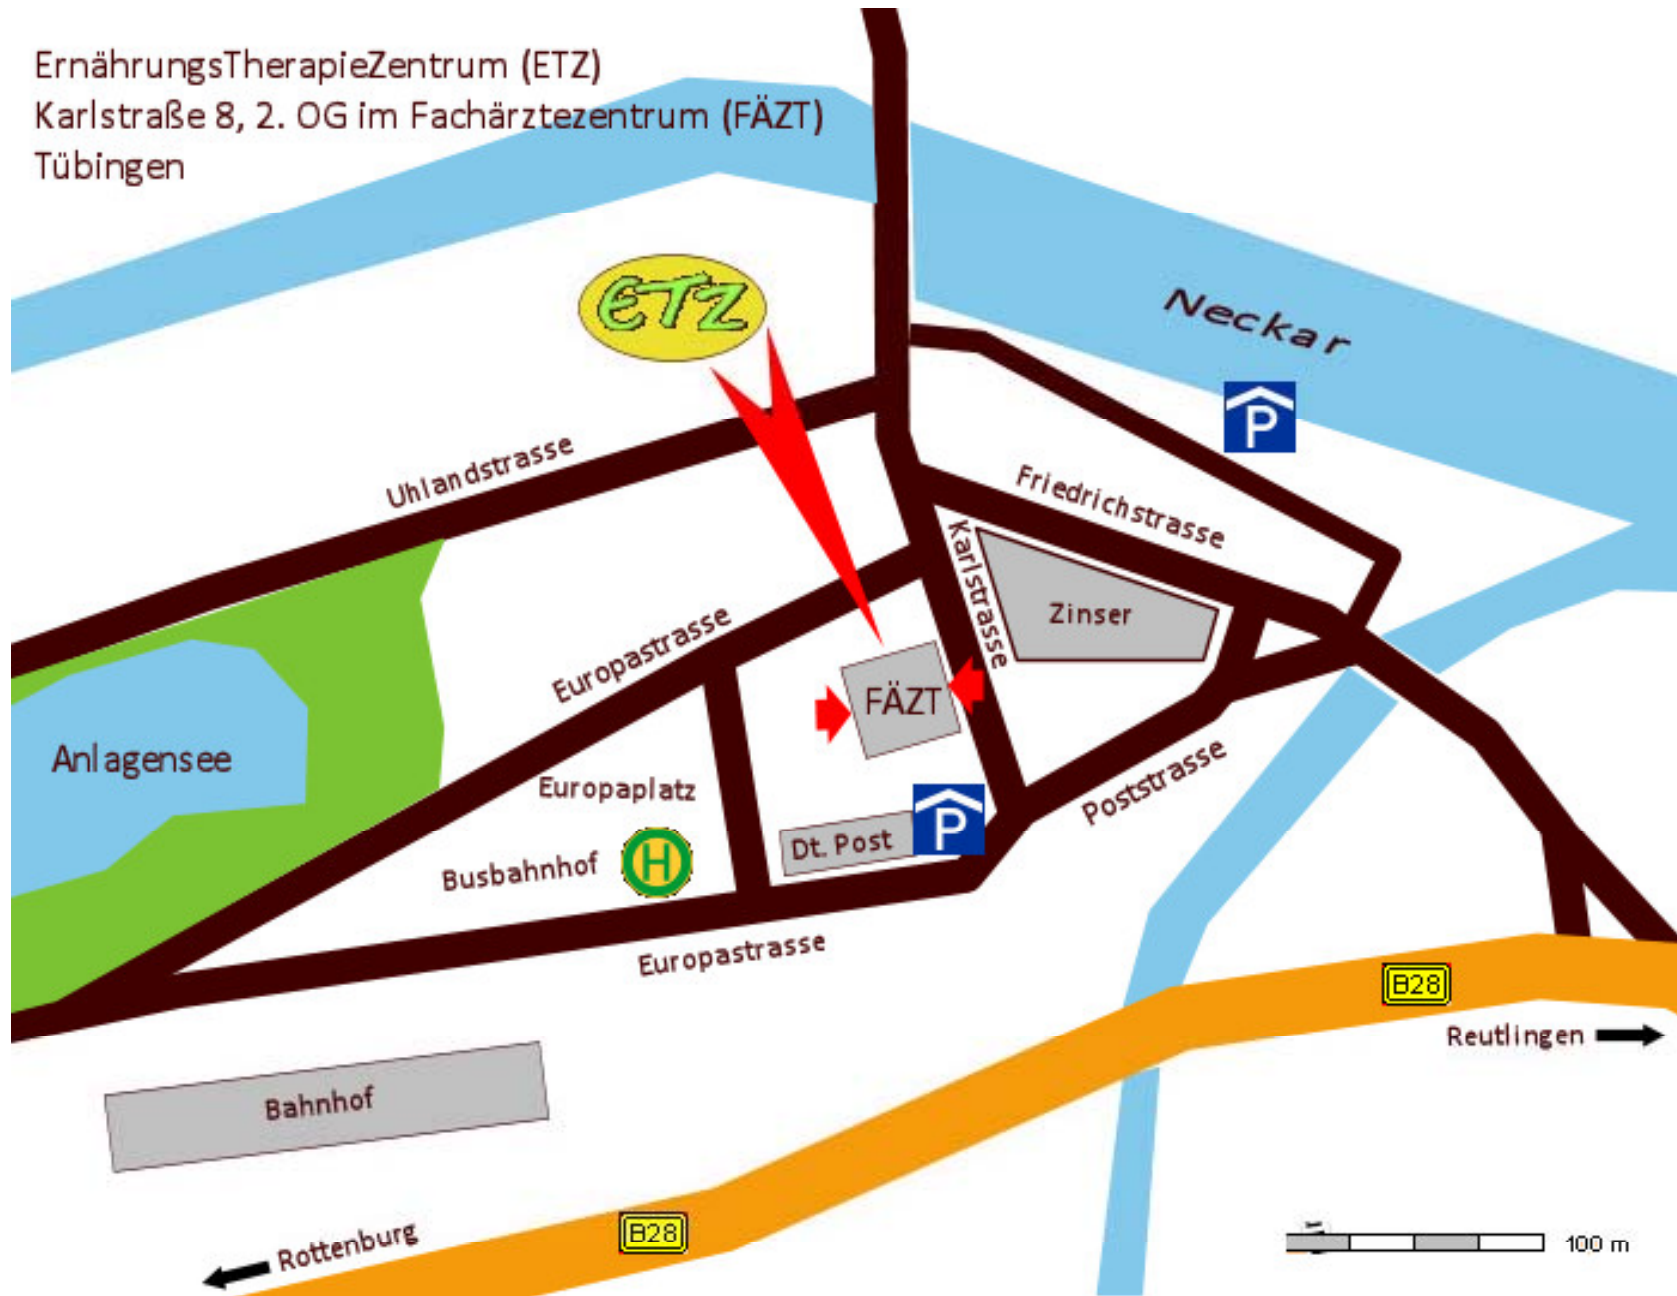 ErnährungsTherapieZentrum (ETZ)
Karlstraße 8, 2. OG im Fachärztezentrum (FÄZT)
Tübingen
ETZ
Neckar
P
Uhlandstrasse
Friedrichstrasse
Karlstrasse
Zinser
Europastrasse
FÄZT
Anlagensee
Europaplatz
Poststrasse
P
Dt. Post
Busbahnhof
H
Europastrasse
B28
Reutlingen
Bahnhof
B28
Rottenburg
100 m